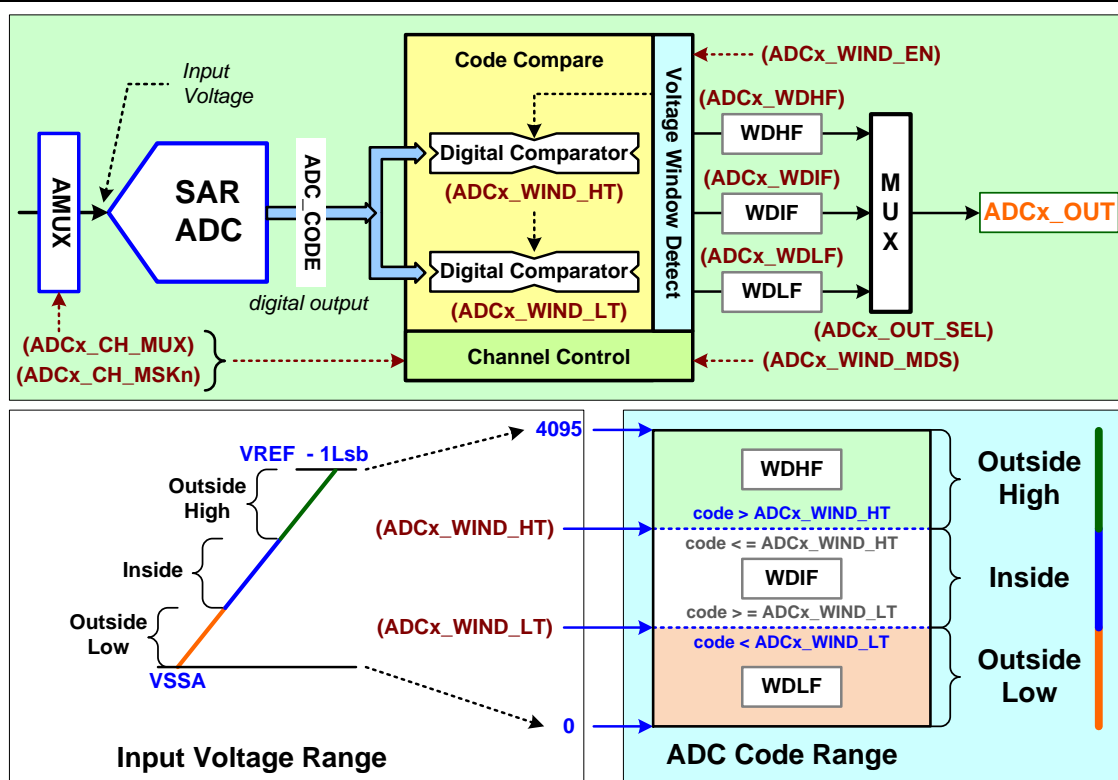 Input
Voltage
AMUX
SAR
ADC
ADC_CODE
digital output
Code Compare
Digital Comparator
(ADCx_WIND_HT)
Digital Comparator
(ADCx_WIND_LT)
Voltage Window Detect
Channel Control
(ADCx_CH_MUX)
(ADCx_CH_MSKn)
(ADCx_WIND_EN)
(ADCx_WDHF)
WDHF
(ADCx_WDIF)
WDIF
(ADCx_WDLF)
WDLF
MUX
(ADCx_OUT_SEL)
(ADCx_WIND_MDS)
ADCx_OUT
VREF - 1Lsb
Outside
High
Inside
Outside
Low
VSSA
Input Voltage Range
4095
(ADCx_WIND_HT)
(ADCx_WIND_LT)
0
WDHF
code > ADCx_WIND_HT
code < = ADCx_WIND_HT
WDIF
code > = ADCx_WIND_LT
code < ADCx_WIND_LT
WDLF
Outside
High
Inside
Outside
Low
ADC Code Range